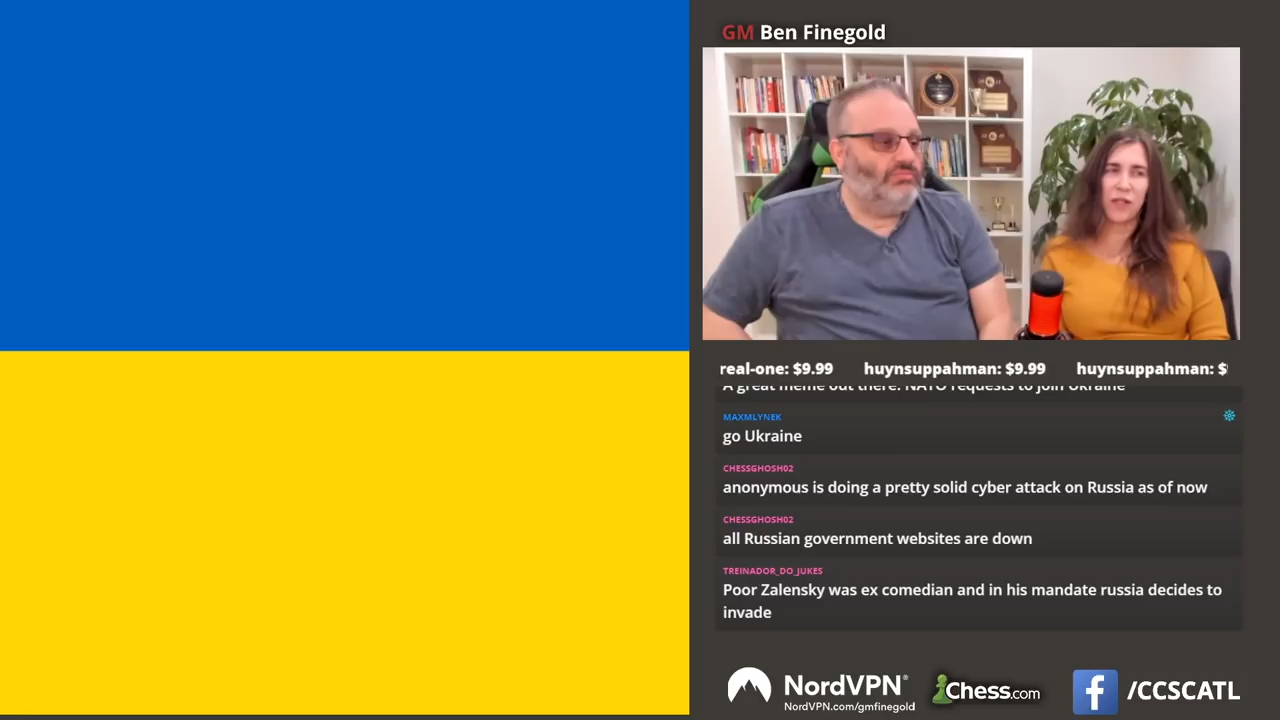 GM Ben Finegold
real-one: $9.99 huynsuppahman: $9.99 huynsuppahman: $
A great meme out there: NATO requests to join Ukraine
MAXMLYNEK
go Ukraine
CHESSGHOSH02
anonymous is doing a pretty solid cyber attack on Russia as of now
CHESSGHOSH02
all Russian government websites are down
TREINADOR_DO_JUKES
Poor Zalensky was ex comedian and in his mandate russia decides to
invade
NordVPN®
NordVPN.com/gmfinegold
Chess.com
f /CCSCATL